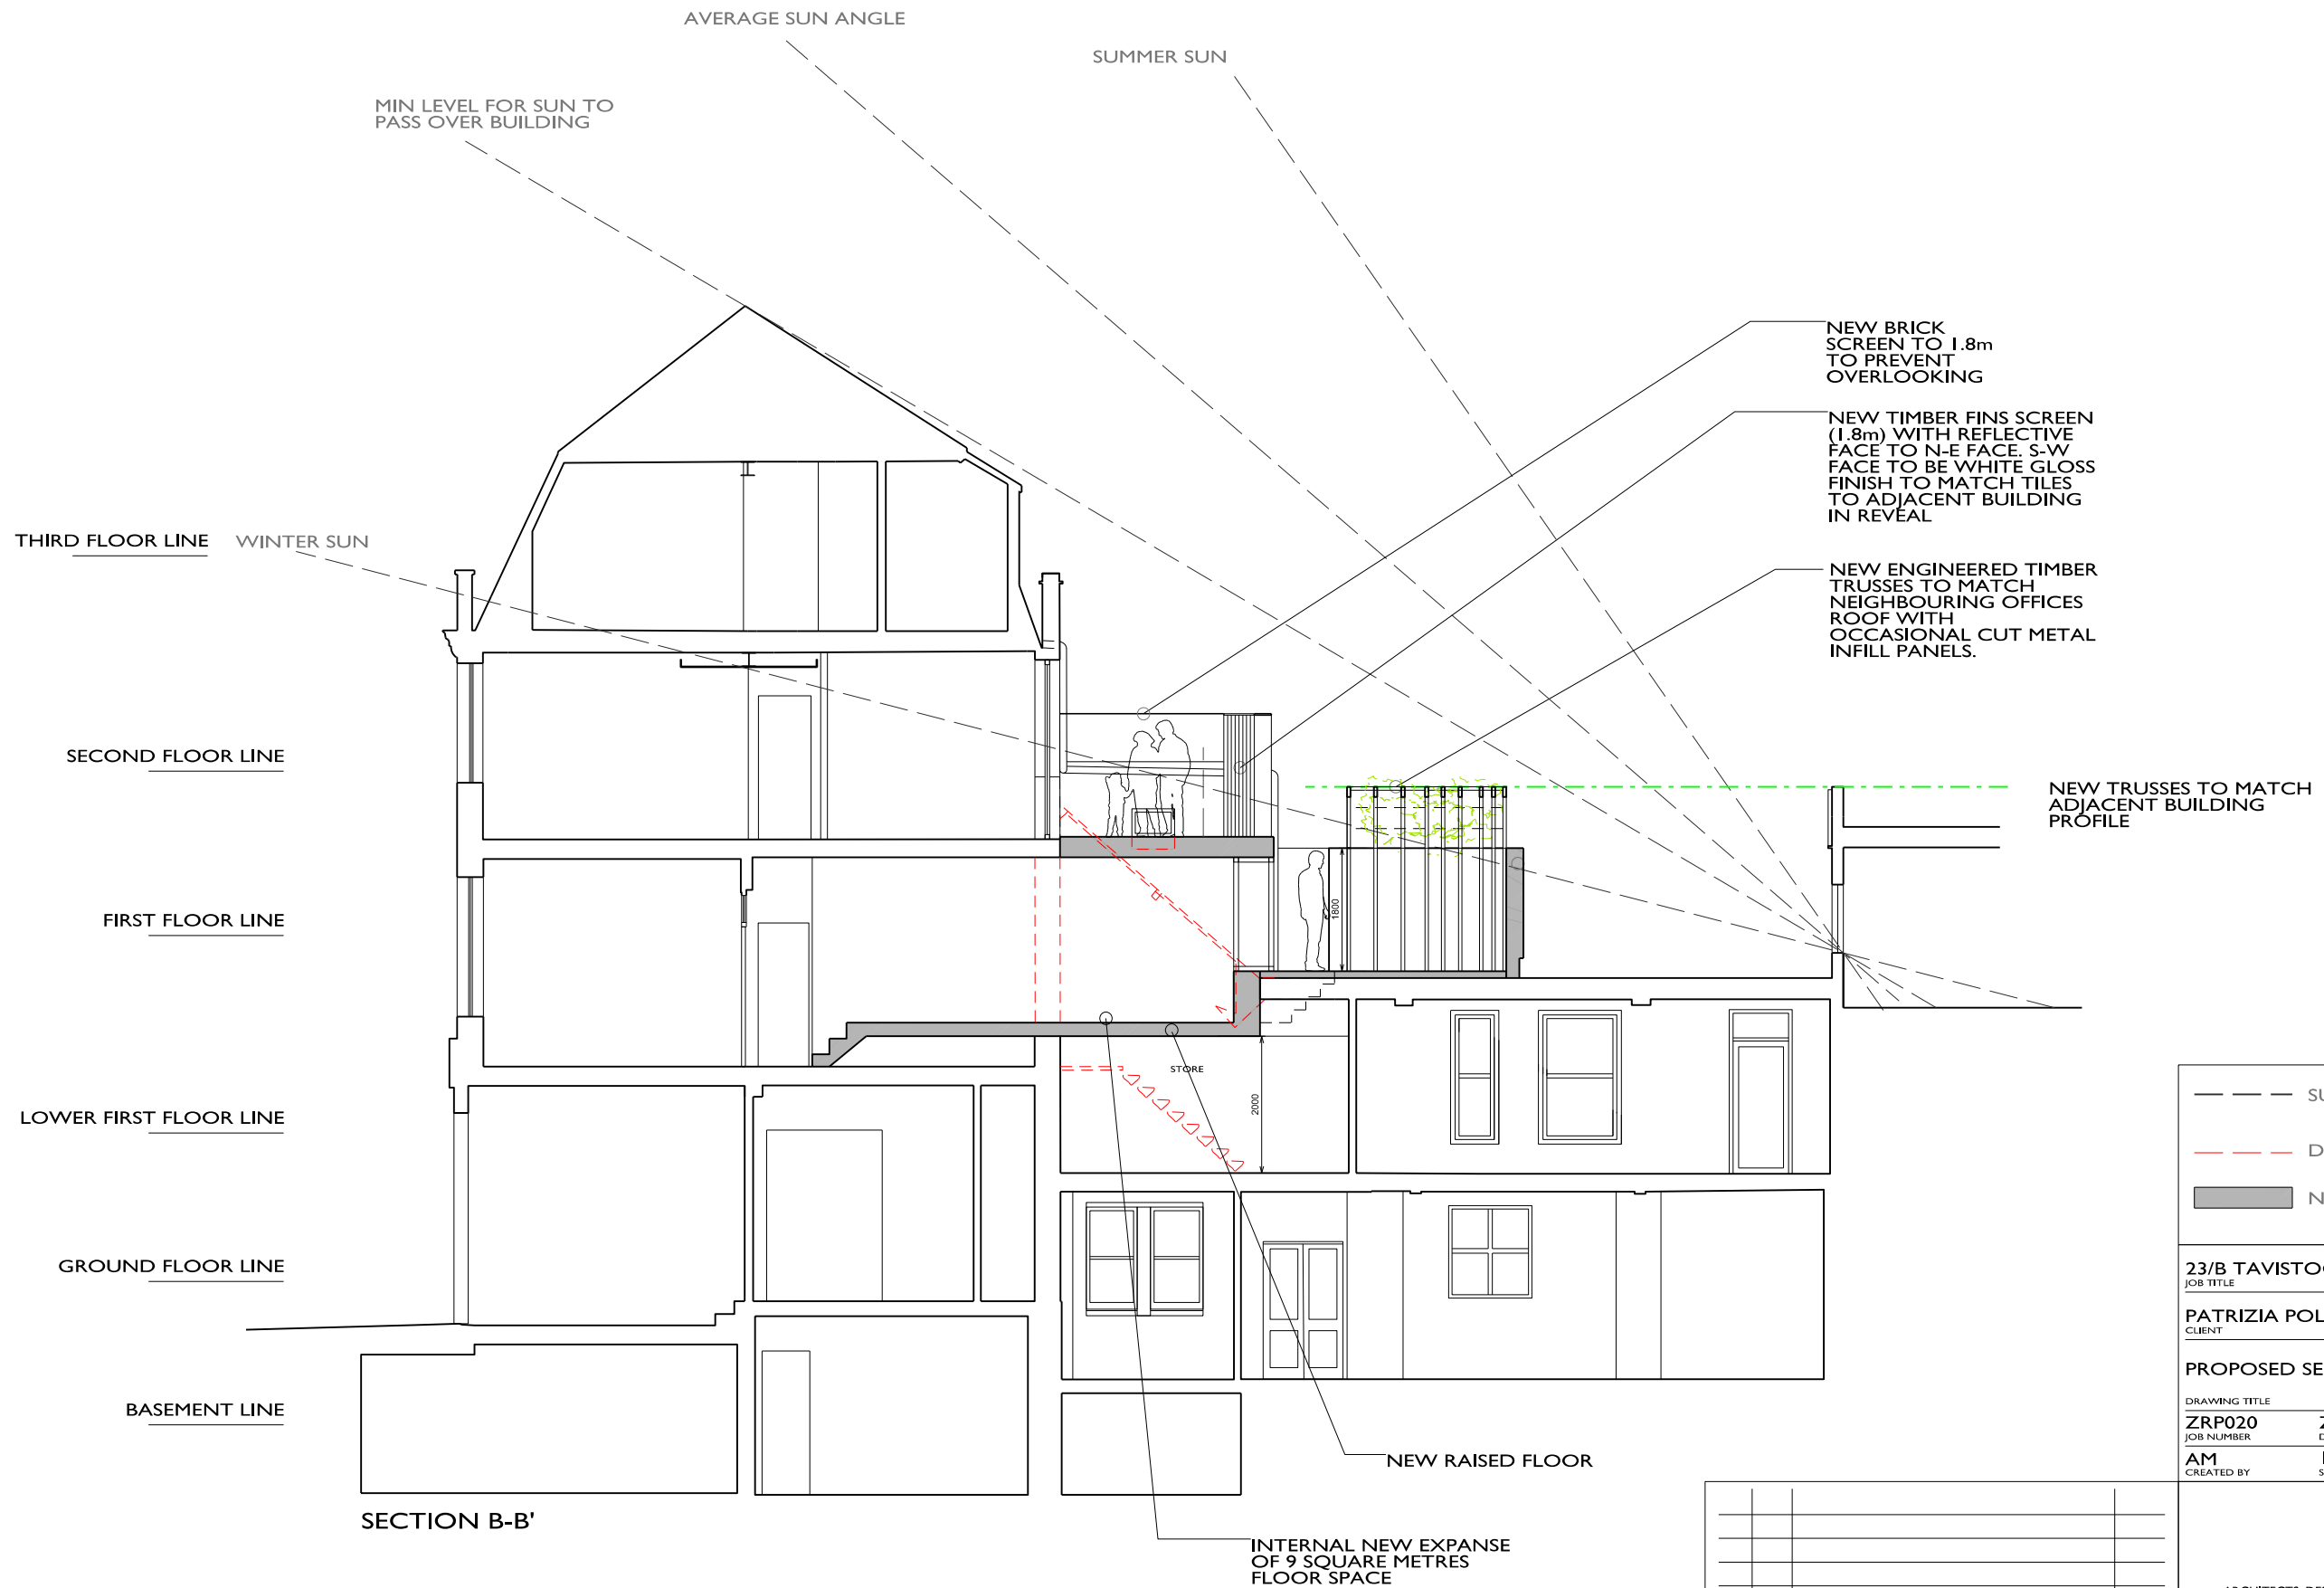 AVERAGE SUN ANGLE
SUMMER SUN
MIN LEVEL FOR SUN TO
PASS OVER BUILDING
NEW BRICK
SCREEN TO 1.8m
TO PREVENT
OVERLOOKING
NEW TIMBER FINS SCREEN
(1.8m) WITH REFLECTIVE
FACE TO N-E FACE. S-W
FACE TO BE WHITE GLOSS
FINISH TO MATCH TILES
TO ADJACENT BUILDING
IN REVEAL
THIRD FLOOR LINE
WINTER SUN
NEW ENGINEERED TIMBER
TRUSSES TO MATCH
NEIGHBOURING OFFICES
ROOF WITH
OCCASIONAL CUT METAL
INFILL PANELS.
SECOND FLOOR LINE
NEW TRUSSES TO MATCH
ADJACENT BUILDING
PROFILE
FIRST FLOOR LINE
1800
STORE
2000
LOWER FIRST FLOOR LINE
GROUND FLOOR LINE
23/B
JOB TITLE
PATRIZIA
CLIENT
PROPOSED
DRAWING TITLE
ZRP020
JOB NUMBER
AM
CREATED BY
BASEMENT LINE
NEW RAISED FLOOR
SECTION B-B'
INTERNAL NEW EXPANSE
OF 9 SQUARE METRES
FLOOR SPACE